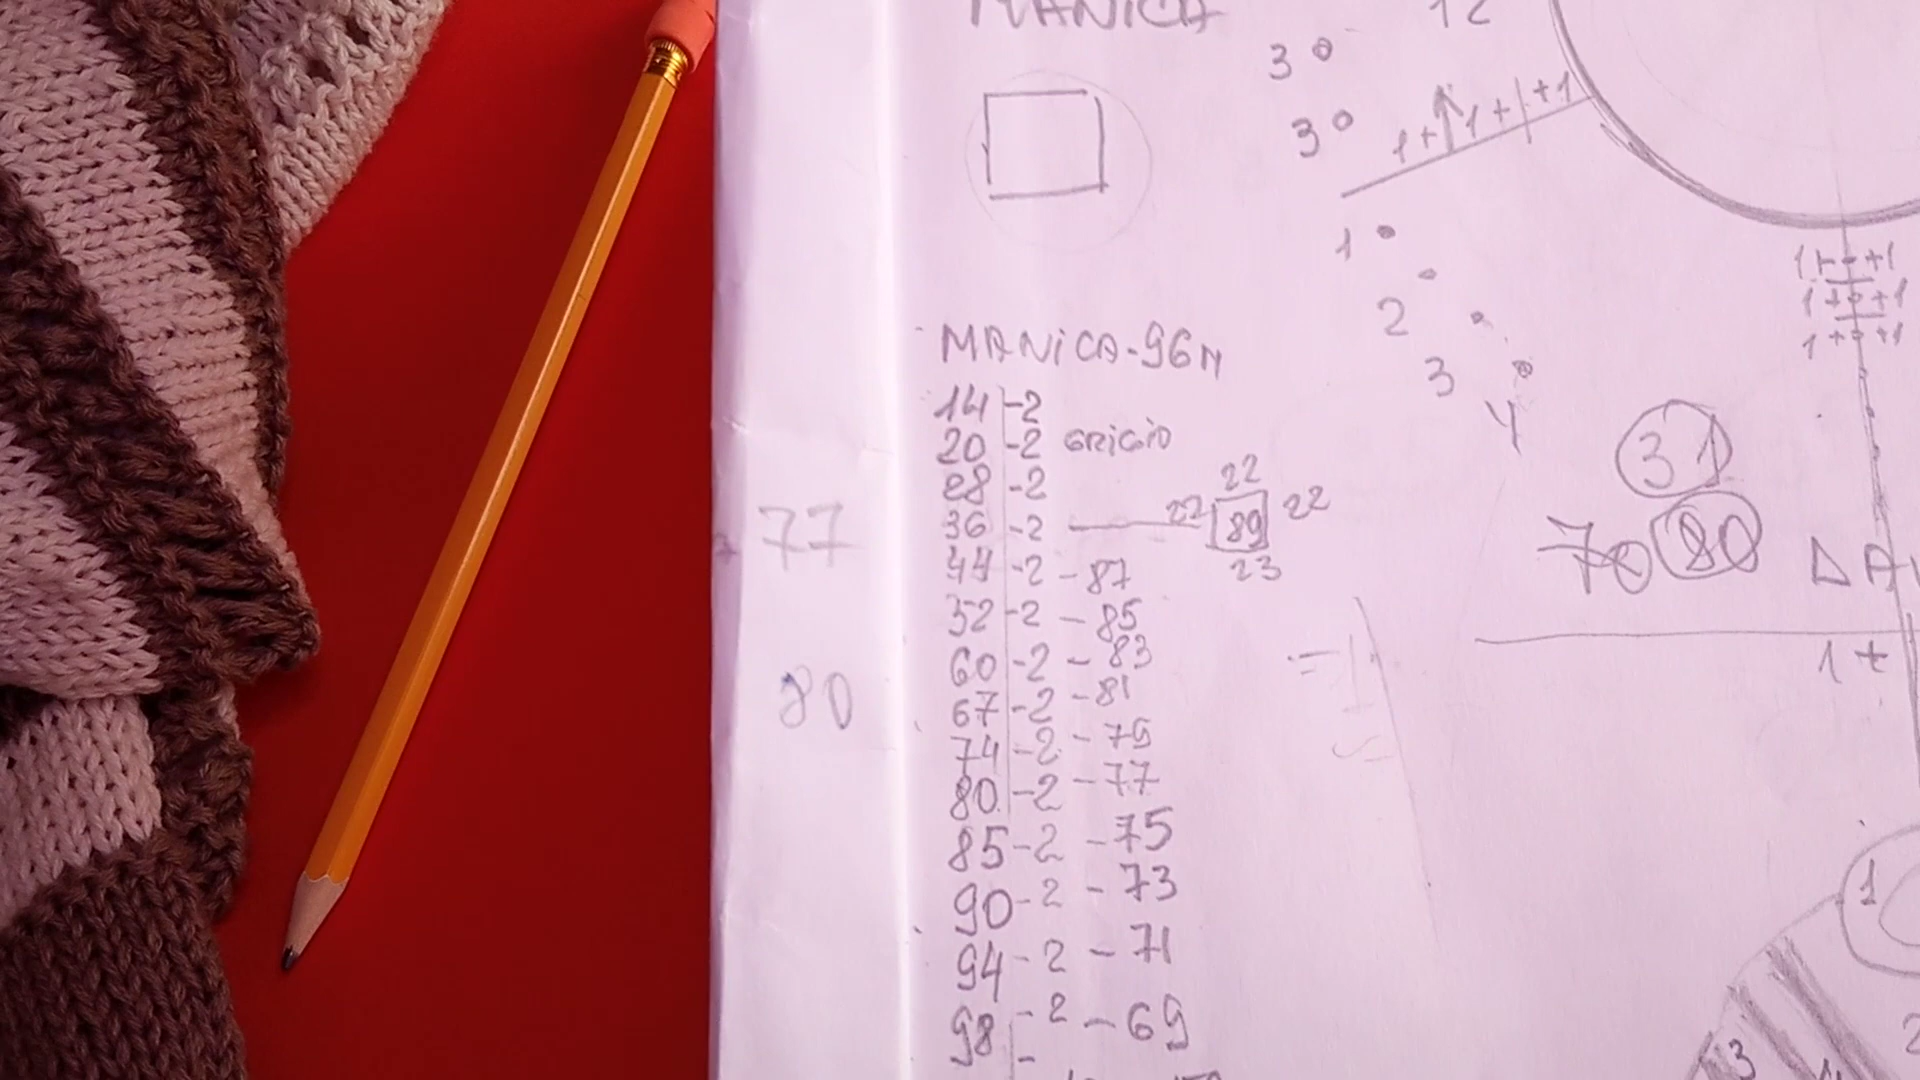 MANICA
12
3
3
1+ 1+ +1
1
2
3
4
1+ +1
1+ +1
1+ +1
MANICA-96M
14 -2
20 -2 GRIGIO
28 -2
36 -2
22
22 89 22
23
44 -2 - 87
52 -2 - 85
60 -2 - 83
67 -2 - 81
74 -2 - 79
80 -2 - 77
85 -2 - 75
90 -2 - 73
94 -2 - 71
98 -2 - 69
77
80
31
70 80
1+
1
3
2